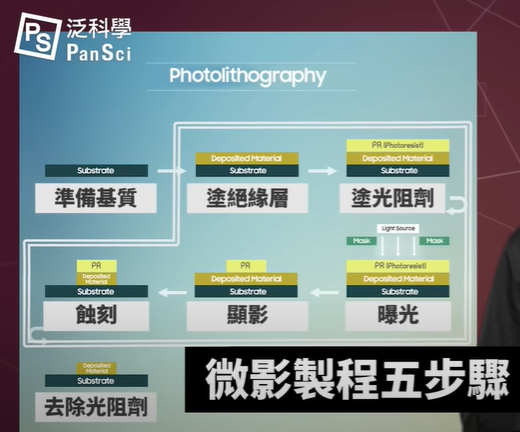 PS
泛科學
PanSci
Photolithography
Substrate
準備基質
Deposited Material
Substrate
塗絕緣層
PR (Photoresist)
Deposited Material
Substrate
塗光阻劑
Light Source
Mask
Mask
PR (Photoresist)
Deposited Material
Substrate
曝光
PR
Deposited Material
Substrate
顯影
PR
Deposited
Material
Substrate
蝕刻
Deposited
Material
Substrate
去除光阻劑
微影製程五步驟